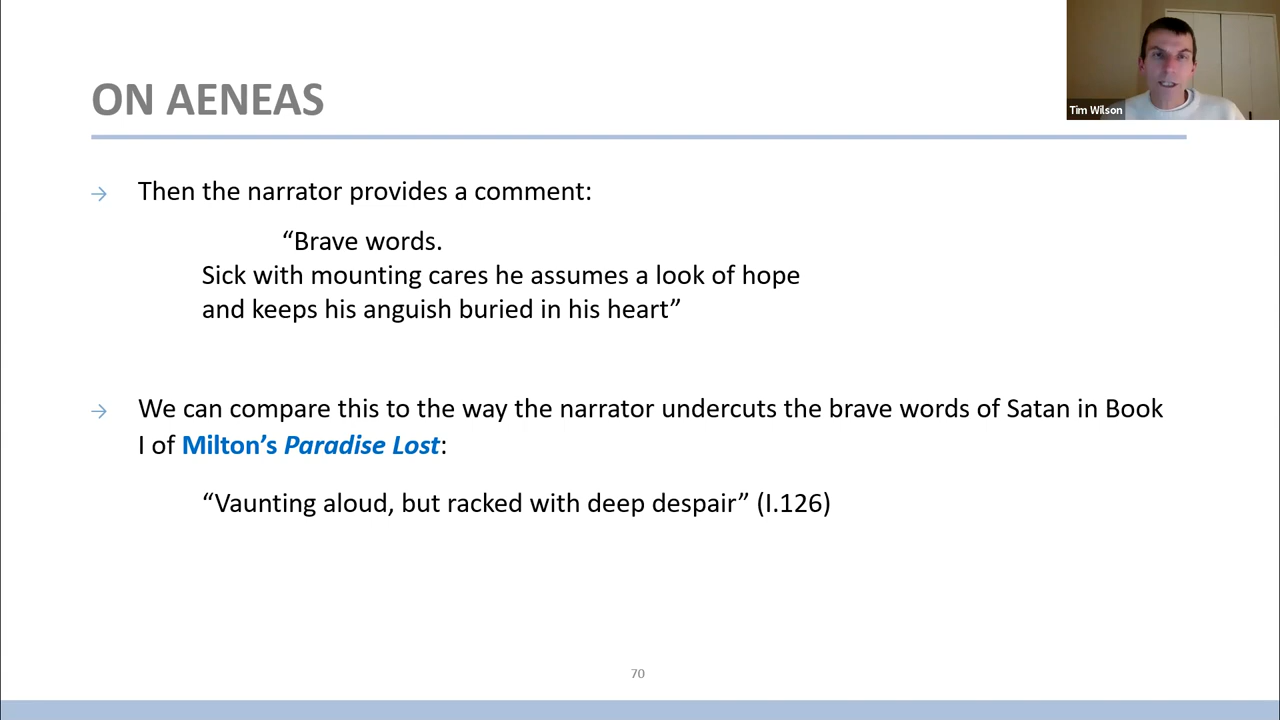 ON AENEAS
Tim Wilson
→ Then the narrator provides a comment:
“Brave words.
Sick with mounting cares he assumes a look of hope
and keeps his anguish buried in his heart”
→ We can compare this to the way the narrator undercuts the brave words of Satan in Book
I of Milton’s Paradise Lost:
“Vaunting aloud, but racked with deep despair” (I.126)
70